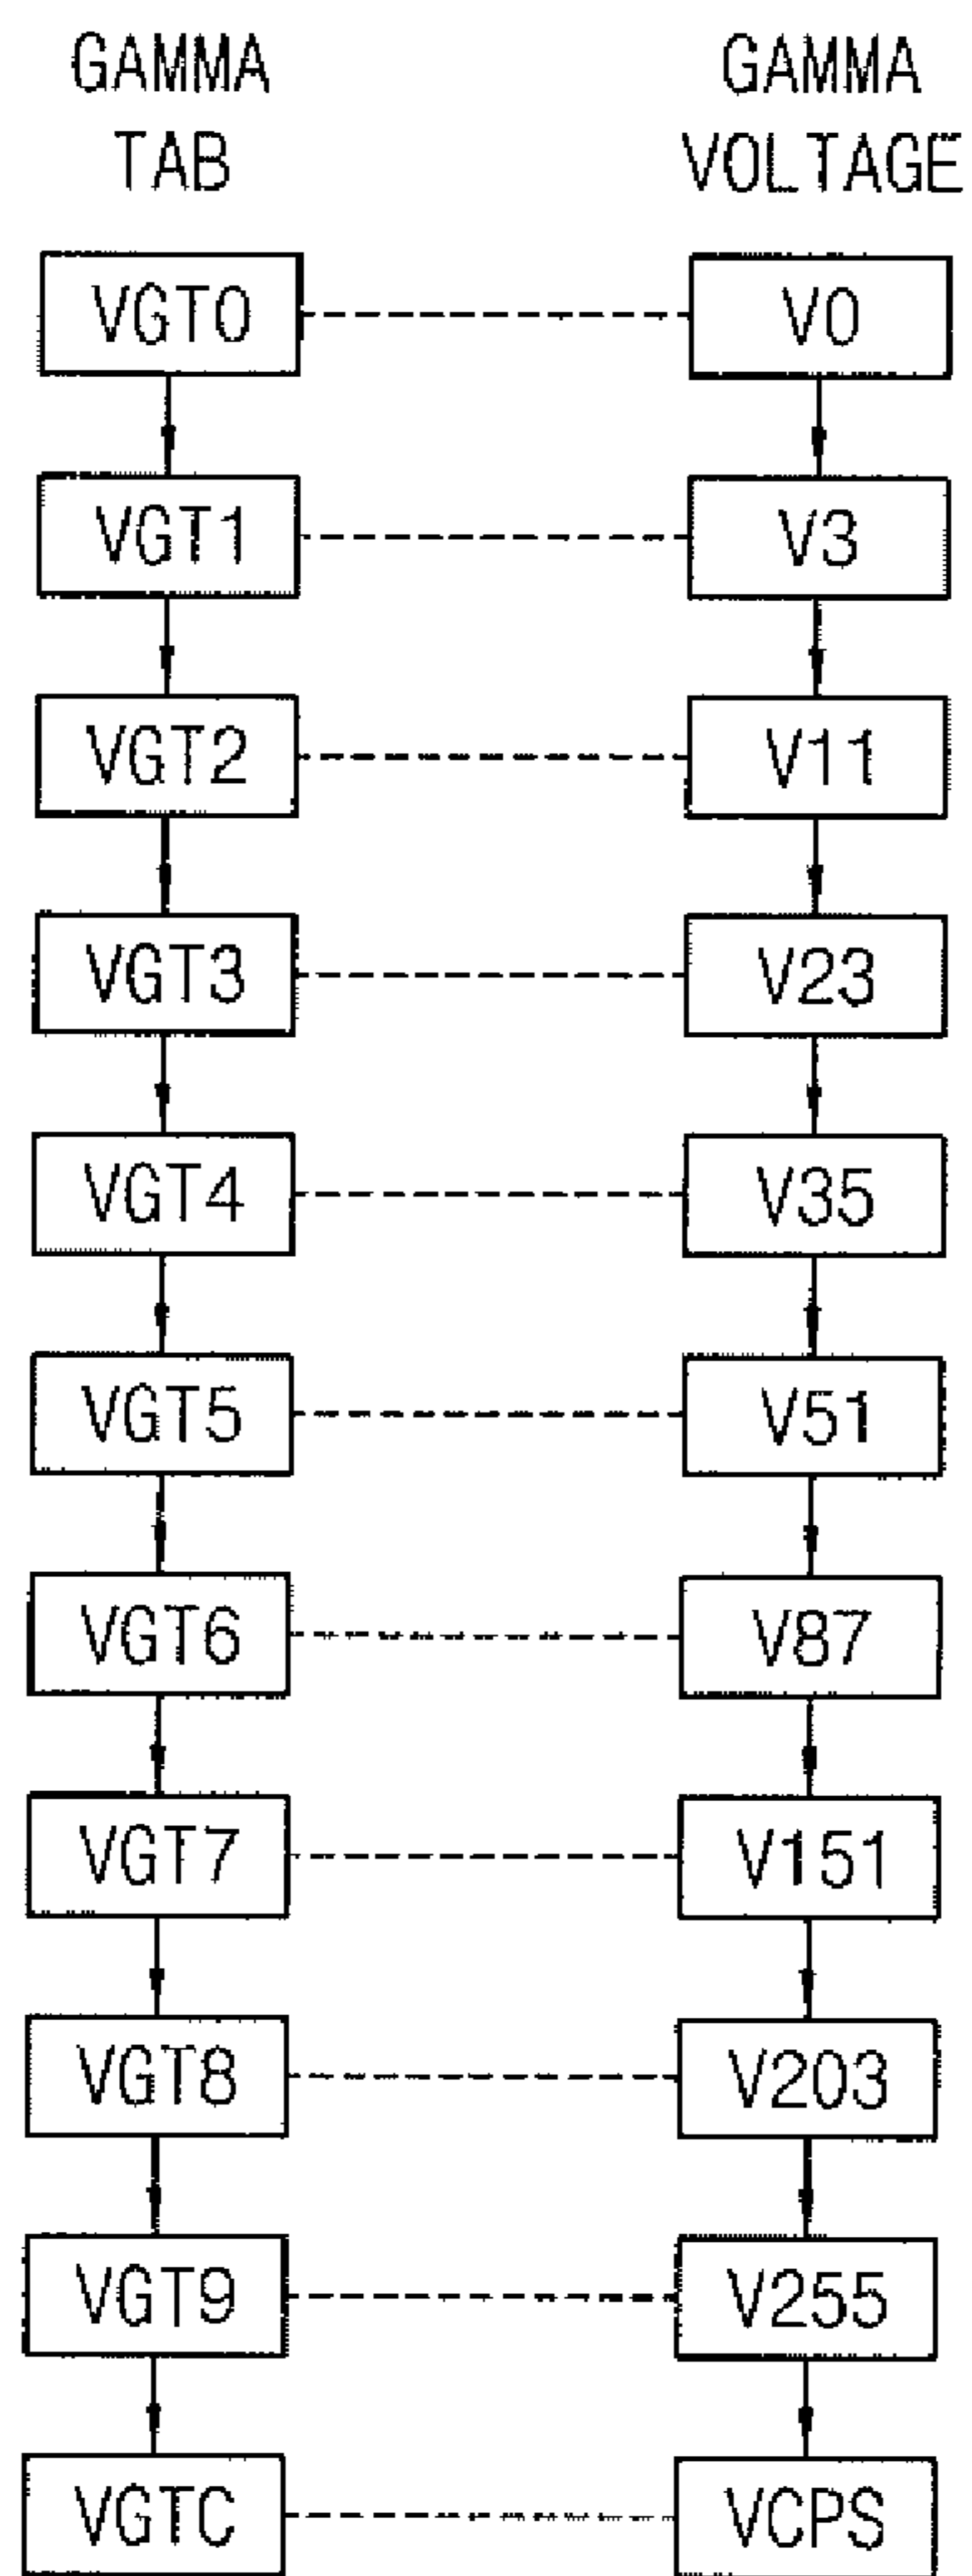 GAMMA TAB
GAMMA VOLTAGE
VGT0 V0
VGT1 V3
VGT2 V11
VGT3 V23
VGT4 V35
VGT5 V51
VGT6 V87
VGT7 V151
VGT8 V203
VGT9 V255
VGTC VCPS